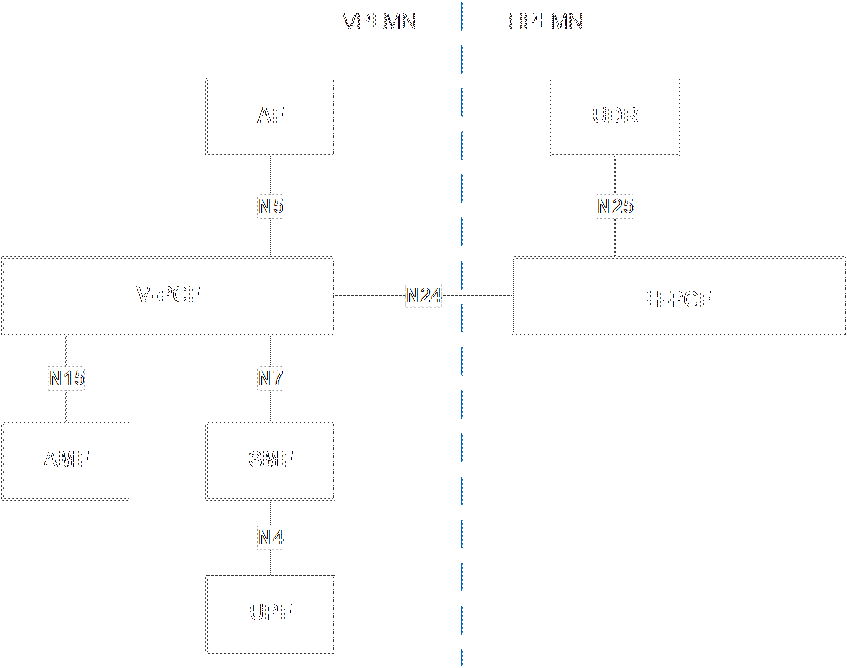 VPLMN HPLMN
AF UDR
N5 N25
V-PCF N24 H-PCF
N15 N7
AMF SMF
N4
UPF